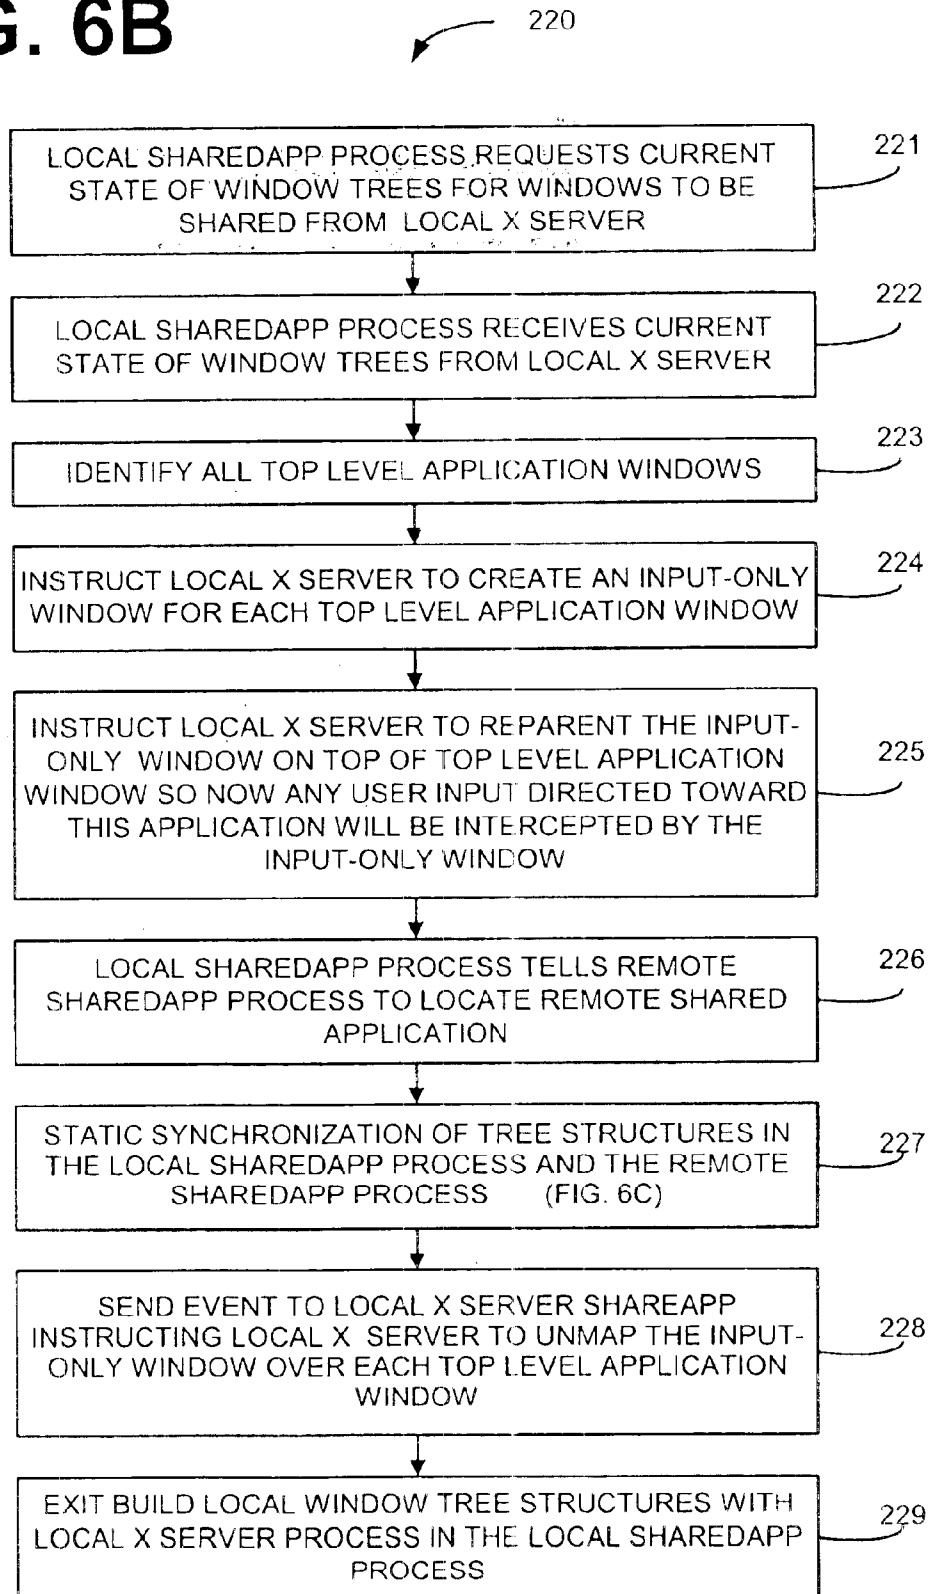 G. 6B
220
LOCAL SHAREDAPP PROCESS REQUESTS CURRENT
STATE OF WINDOW TREES FOR WINDOWS TO BE
SHARED FROM LOCAL X SERVER
221
LOCAL SHAREDAPP PROCESS RECEIVES CURRENT
STATE OF WINDOW TREES FROM LOCAL X SERVER
222
IDENTIFY ALL TOP LEVEL APPLICATION WINDOWS
223
INSTRUCT LOCAL X SERVER TO CREATE AN INPUT-ONLY
WINDOW FOR EACH TOP LEVEL APPLICATION WINDOW
224
INSTRUCT LOCAL X SERVER TO REPARENT THE INPUT-
ONLY WINDOW ON TOP OF TOP LEVEL APPLICATION
WINDOW SO NOW ANY USER INPUT DIRECTED TOWARD
THIS APPLICATION WILL BE INTERCEPTED BY THE
INPUT-ONLY WINDOW
225
LOCAL SHAREDAPP PROCESS TELLS REMOTE
SHAREDAPP PROCESS TO LOCATE REMOTE SHARED
APPLICATION
226
STATIC SYNCHRONIZATION OF TREE STRUCTURES IN
THE LOCAL SHAREDAPP PROCESS AND THE REMOTE
SHAREDAPP PROCESS (FIG. 6C)
227
SEND EVENT TO LOCAL X SERVER SHAREAPP
INSTRUCTING LOCAL X SERVER TO UNMAP THE INPUT-
ONLY WINDOW OVER EACH TOP LEVEL APPLICATION
WINDOW
228
EXIT BUILD LOCAL WINDOW TREE STRUCTURES WITH
LOCAL X SERVER PROCESS IN THE LOCAL SHAREDAPP
PROCESS
229